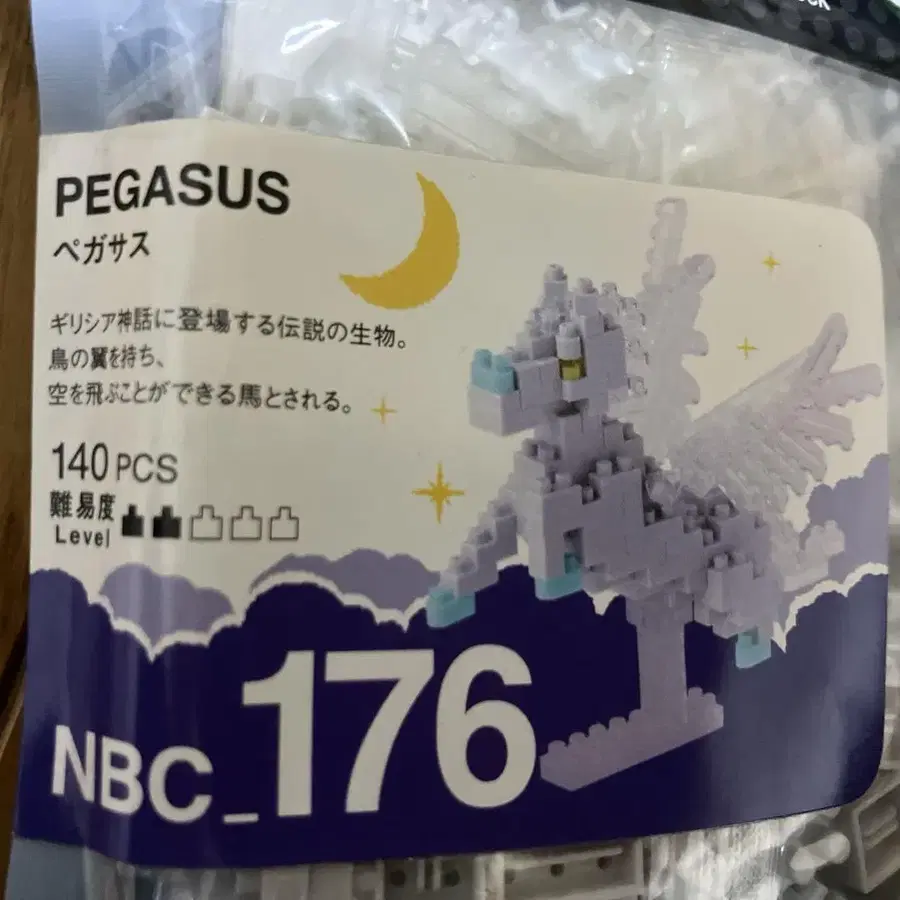 PEGASUS
ペガサス
ギリシア神話に登場する伝説の生物。
鳥の翼を持ち、
空を飛ぶことができる馬とされる。
140 PCS
難易度
Level
NBC_176